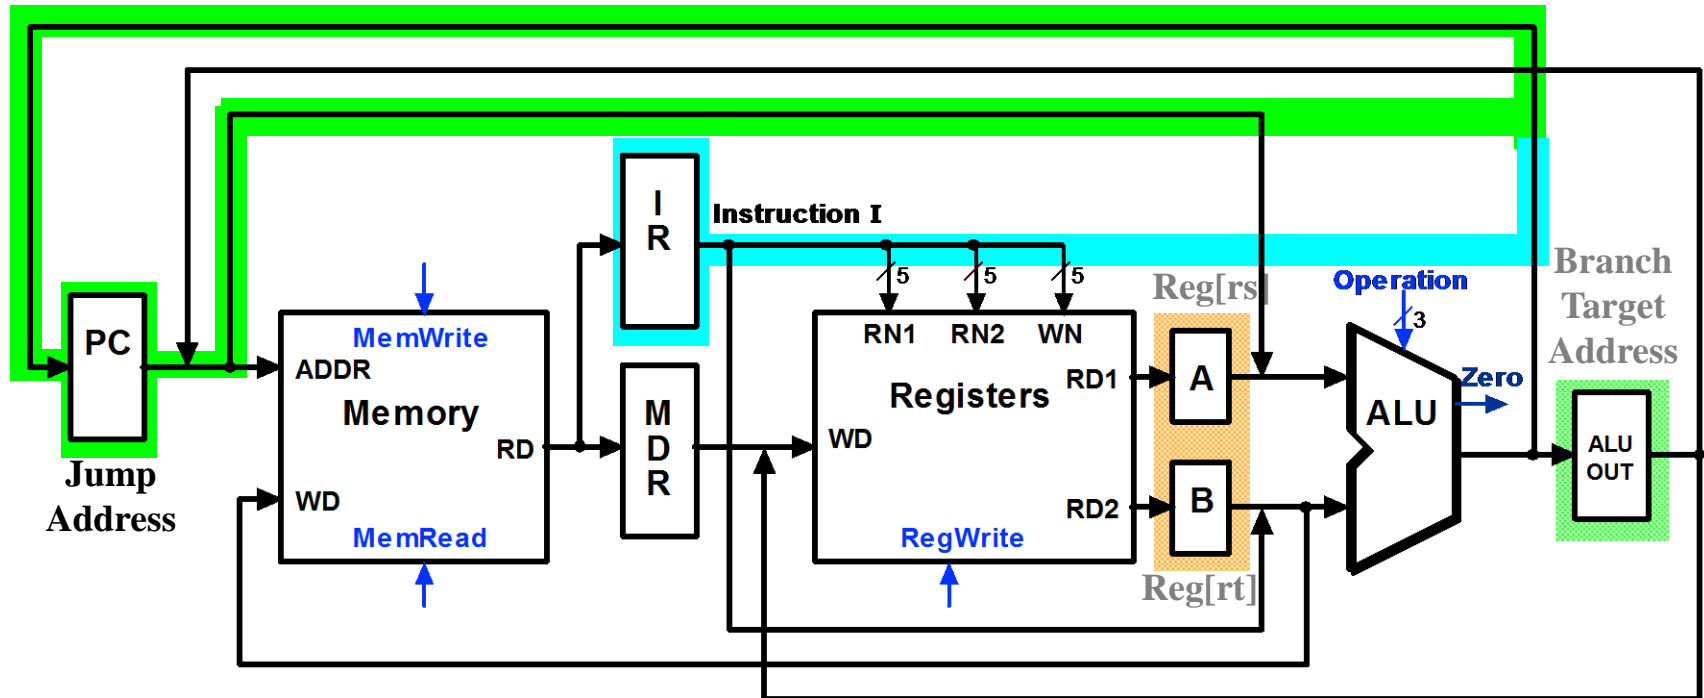 I
R
Instruction I
5
5
5
Branch
Target
Address
Reg[rs]
Operation
3
PC
MemWrite
ADDR
Memory
RD
WD
MemRead
M
D
R
RN1
RN2
WN
RD1
Registers
WD
RD2
RegWrite
A
B
Reg[rt]
ALU
Zero
ALU
OUT
Jump
Address